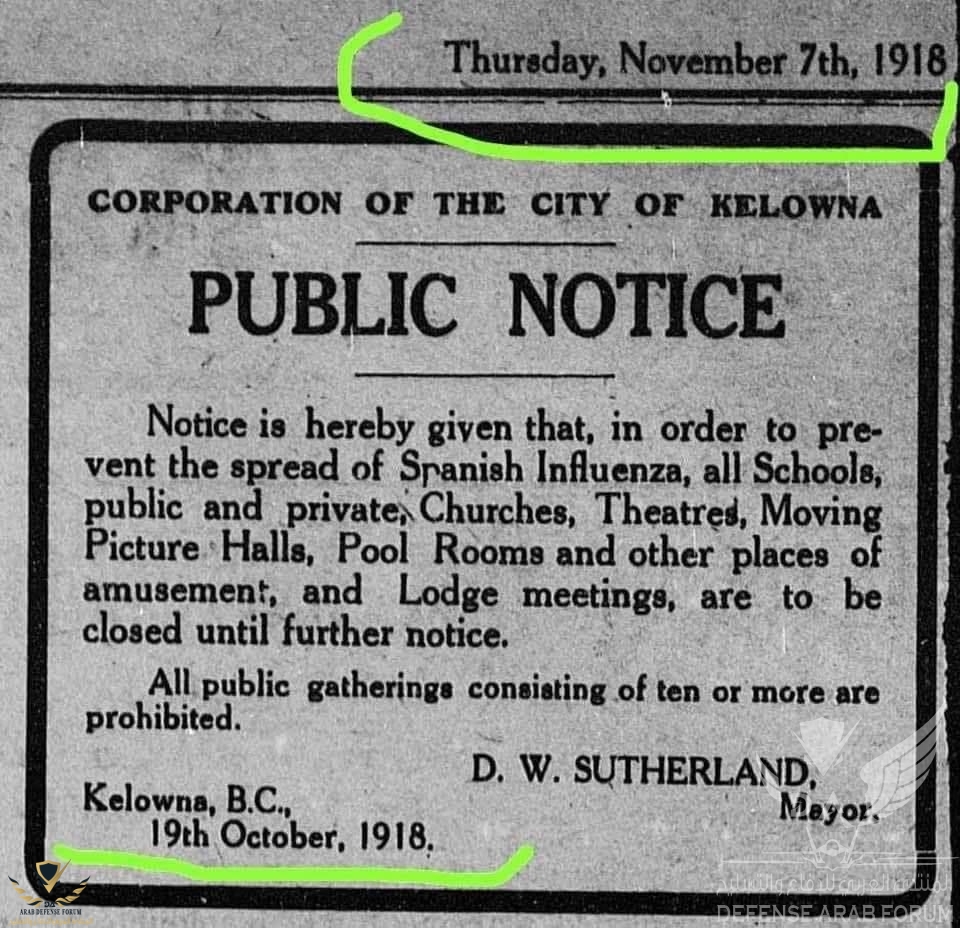 Thursday, November 7th, 1918
CORPORATION OF THE CITY OF KELOWNA
PUBLIC NOTICE
Notice is hereby given that, in order to pre-
vent the spread of Spanish Influenza, all Schools,
public and private, Churches, Theatres, Moving
Picture Halls, Pool Rooms and other places of
amusement, and Lodge meetings, are to be
closed until further notice.
All public gatherings consisting of ten or more are
prohibited.
D. W. SUTHERLAND,
Mayor.
Kelowna, B.C.,
19th October, 1918.
ARAB DEFENSE FORUM
DEFENSE ARAB FORUM